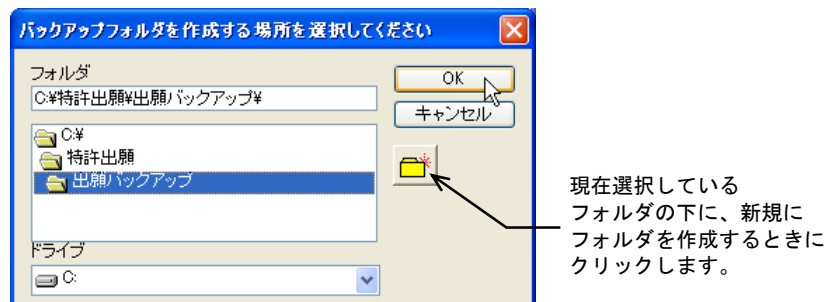 バックアップフォルダを作成する場所を選択してください
フォルダ
C:¥特許出願¥出願バックアップ¥
OK
キャンセル
C:¥
特許出願
出願バックアップ
現在選択している
フォルダの下に、新規に
フォルダを作成するときに
クリックします。
ドライブ
C: